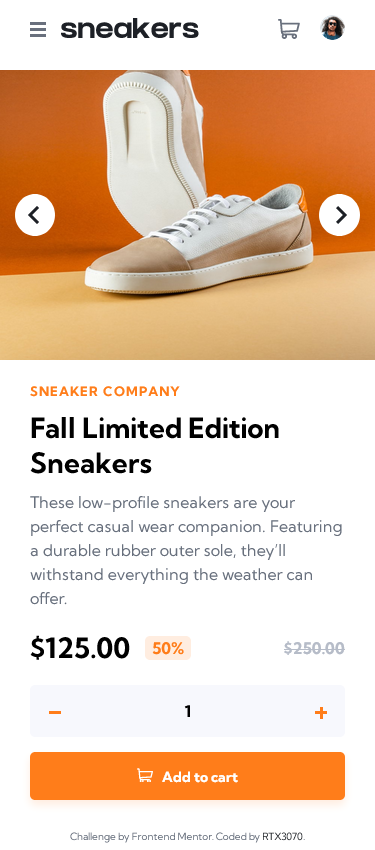 sneakers
SNEAKER COMPANY
Fall Limited Edition
Sneakers
These low-profile sneakers are your
perfect casual wear companion. Featuring
a durable rubber outer sole, they’ll
withstand everything the weather can
offer.
$125.00 50% $250.00
1
Add to cart
Challenge by Frontend Mentor. Coded by RTX3070.